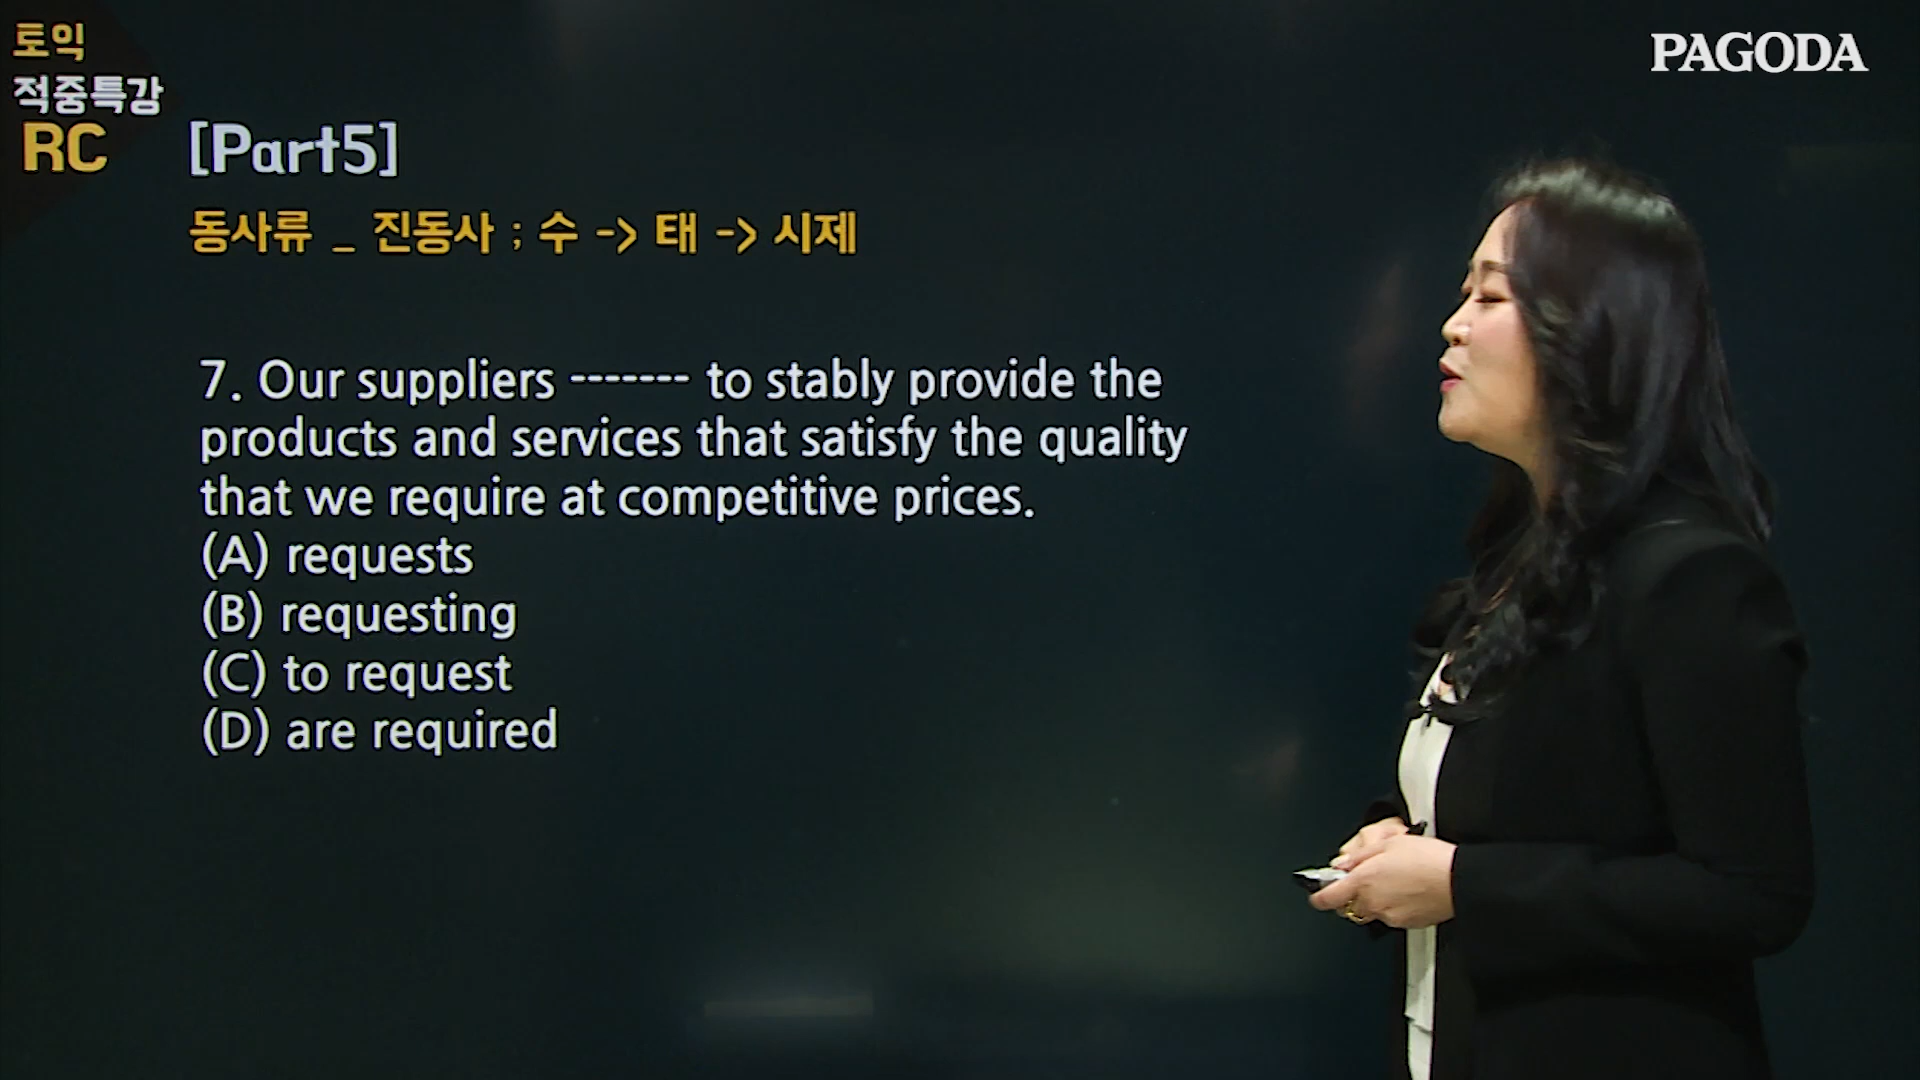 토익
적중특강
RC
PAGODA
[Part5]
동사류 _ 진동사 ; 수 -> 태 -> 시제
7. Our suppliers ------- to stably provide the
products and services that satisfy the quality
that we require at competitive prices.
(A) requests
(B) requesting
(C) to request
(D) are required